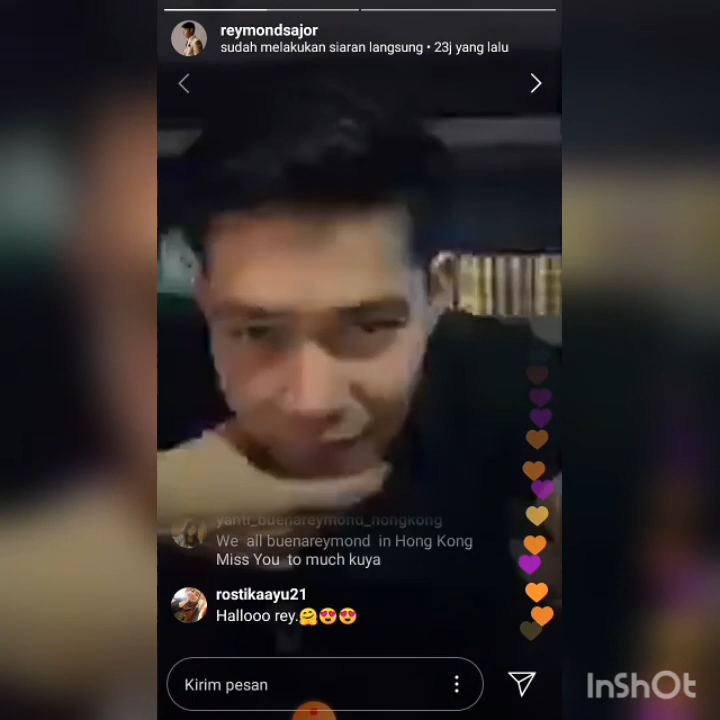 reymondsajor
sudah melakukan siaran langsung • 23j yang lalu
yanti_buenareymond_hongkong
We all buenareymond in Hong Kong
Miss You to much kuya
rostikaayu21
Hallooo rey.🤗😍😍
Kirim pesan
InShOt